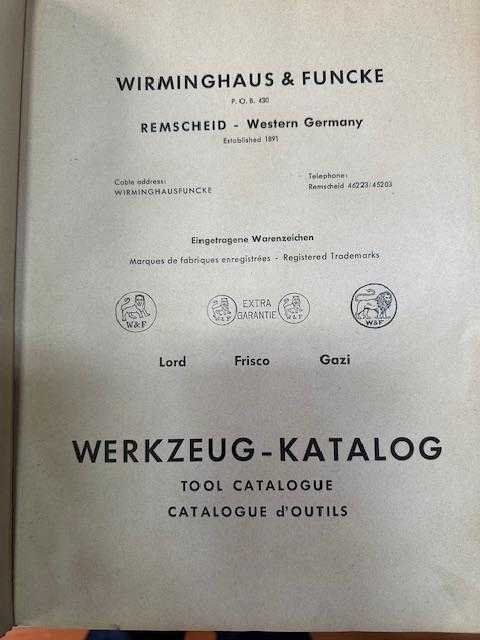 WIRMINGHAUS & FUNCKE
P. O. B. 430
REMSCHEID - Western Germany
Established 1891
Cable address:
WIRMINGHAUSFUNCKE
Telephone:
Remscheid 46223/45203
Eingetragene Warenzeichen
Marques de fabriques enregistrées - Registered Trademarks
W&F
W&F EXTRA GARANTIE W&F
W&F
Lord Frisco Gazi
WERKZEUG-KATALOG
TOOL CATALOGUE
CATALOGUE d'OUTILS